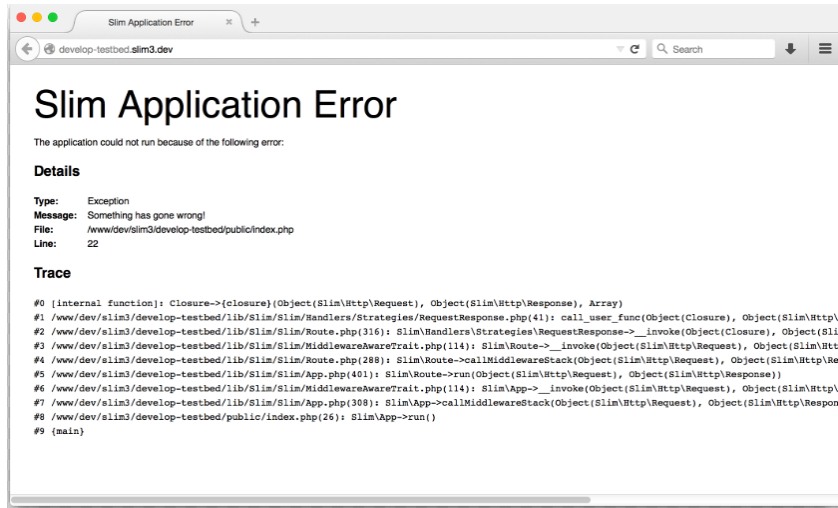 Slim Application Error
develop-testbed.slim3.dev
Search
Slim Application Error
The application could not run because of the following error:
Details
Type: Exception
Message: Something has gone wrong!
File: /www/dev/slim3/develop-testbed/public/index.php
Line: 22
Trace
#0 [internal function]: Closure->{closure}(Object(Slim\Http\Request), Object(Slim\Http\Response), Array)
#1 /www/dev/slim3/develop-testbed/lib/Slim/Slim/Handlers/Strategies/RequestResponse.php(41): call_user_func(Object(Closure), Object(Slim\Http\
#2 /www/dev/slim3/develop-testbed/lib/Slim/Slim/Route.php(316): Slim\Handlers\Strategies\RequestResponse->__invoke(Object(Closure), Object(Sli
#3 /www/dev/slim3/develop-testbed/lib/Slim/Slim/MiddlewareAwareTrait.php(114): Slim\Route->__invoke(Object(Slim\Http\Request), Object(Slim\Htt
#4 /www/dev/slim3/develop-testbed/lib/Slim/Slim/Route.php(288): Slim\Route->callMiddlewareStack(Object(Slim\Http\Request), Object(Slim\Http\Re
#5 /www/dev/slim3/develop-testbed/lib/Slim/Slim/App.php(401): Slim\Route->run(Object(Slim\Http\Request), Object(Slim\Http\Response))
#6 /www/dev/slim3/develop-testbed/lib/Slim/Slim/MiddlewareAwareTrait.php(114): Slim\App->__invoke(Object(Slim\Http\Request), Object(Slim\Http\
#7 /www/dev/slim3/develop-testbed/lib/Slim/Slim/App.php(308): Slim\App->callMiddlewareStack(Object(Slim\Http\Request), Object(Slim\Http\Respon
#8 /www/dev/slim3/develop-testbed/public/index.php(26): Slim\App->run()
#9 {main}